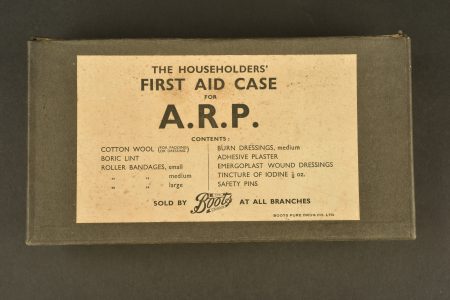 THE HOUSEHOLDERS'
FIRST AID CASE
FOR
A.R.P.
CONTENTS:
COTTON WOOL
BORIC LINT
ROLLER BANDAGES, small
" " medium
" " large
BURN DRESSINGS, medium
ADHESIVE PLASTER
EMERGOPLAST WOUND DRESSINGS
TINCTURE OF IODINE ½ oz.
SAFETY PINS
SOLD BY Boots AT ALL BRANCHES
BOOTS PURE DRUG CO. LTD.